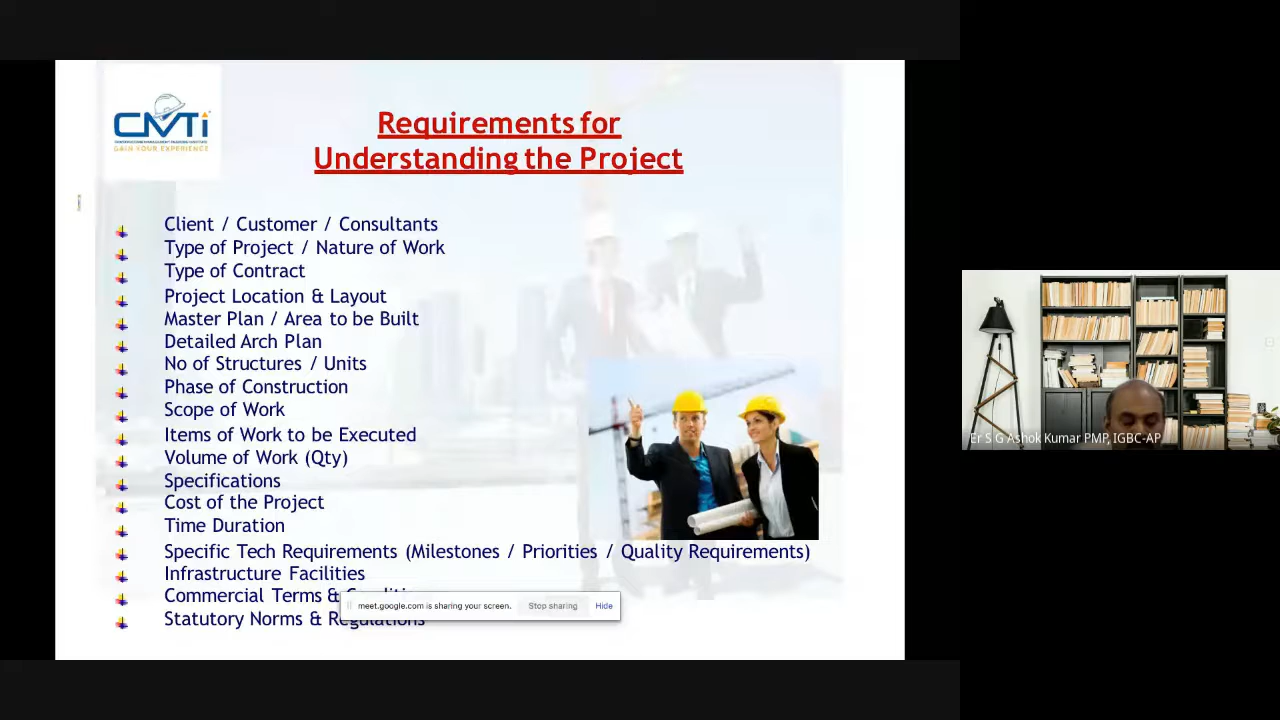 CMTi
GAIN YOUR EXPERIENCE
Requirements for
Understanding the Project
Client / Customer / Consultants
Type of Project / Nature of Work
Type of Contract
Project Location & Layout
Master Plan / Area to be Built
Detailed Arch Plan
No of Structures / Units
Phase of Construction
Scope of Work
Items of Work to be Executed
Volume of Work (Qty)
Specifications
Cost of the Project
Time Duration
Specific Tech Requirements (Milestones / Priorities / Quality Requirements)
Infrastructure Facilities
Commercial Terms &
Statutory Norms & Regulations
meet.google.com is sharing your screen.
Stop sharing
Hide
Er S G Ashok Kumar PMP, IGBC-AP